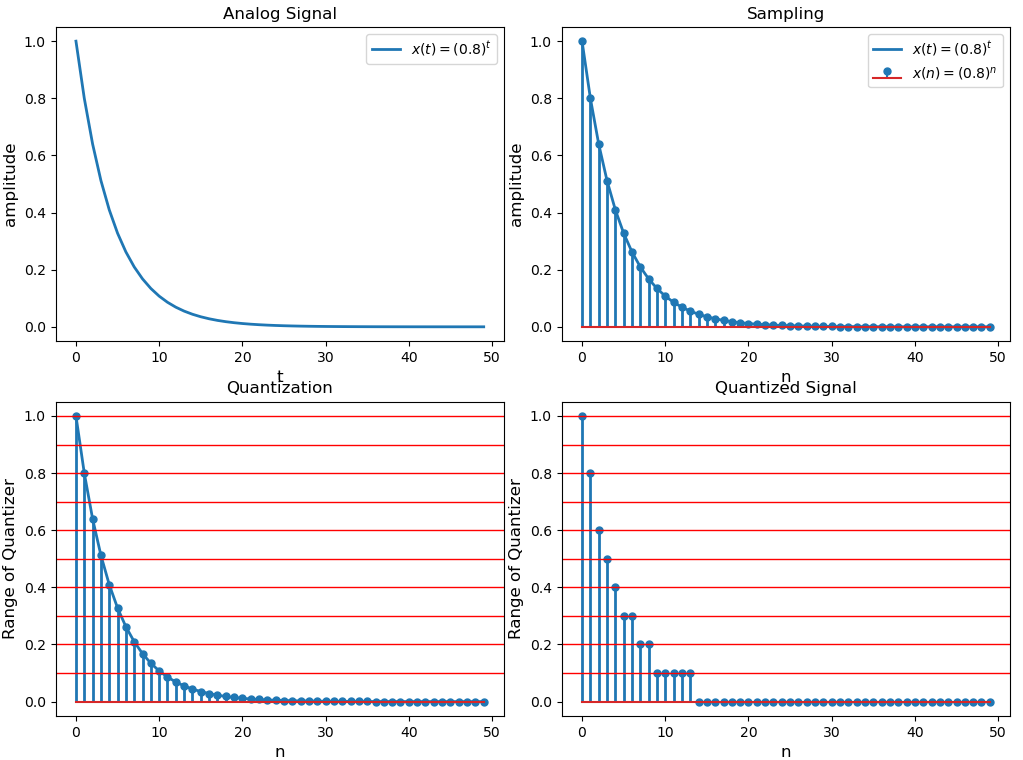 Analog Signal
amplitude
1.0
0.8
0.6
0.4
0.2
0.0
x(t) = (0.8)^t
0 10 20 30 40 50
t
Sampling
amplitude
1.0
0.8
0.6
0.4
0.2
0.0
x(t) = (0.8)^t
x(n) = (0.8)^n
0 10 20 30 40 50
n
Quantization
Range of Quantizer
1.0
0.8
0.6
0.4
0.2
0.0
0 10 20 30 40 50
n
Quantized Signal
Range of Quantizer
1.0
0.8
0.6
0.4
0.2
0.0
0 10 20 30 40 50
n